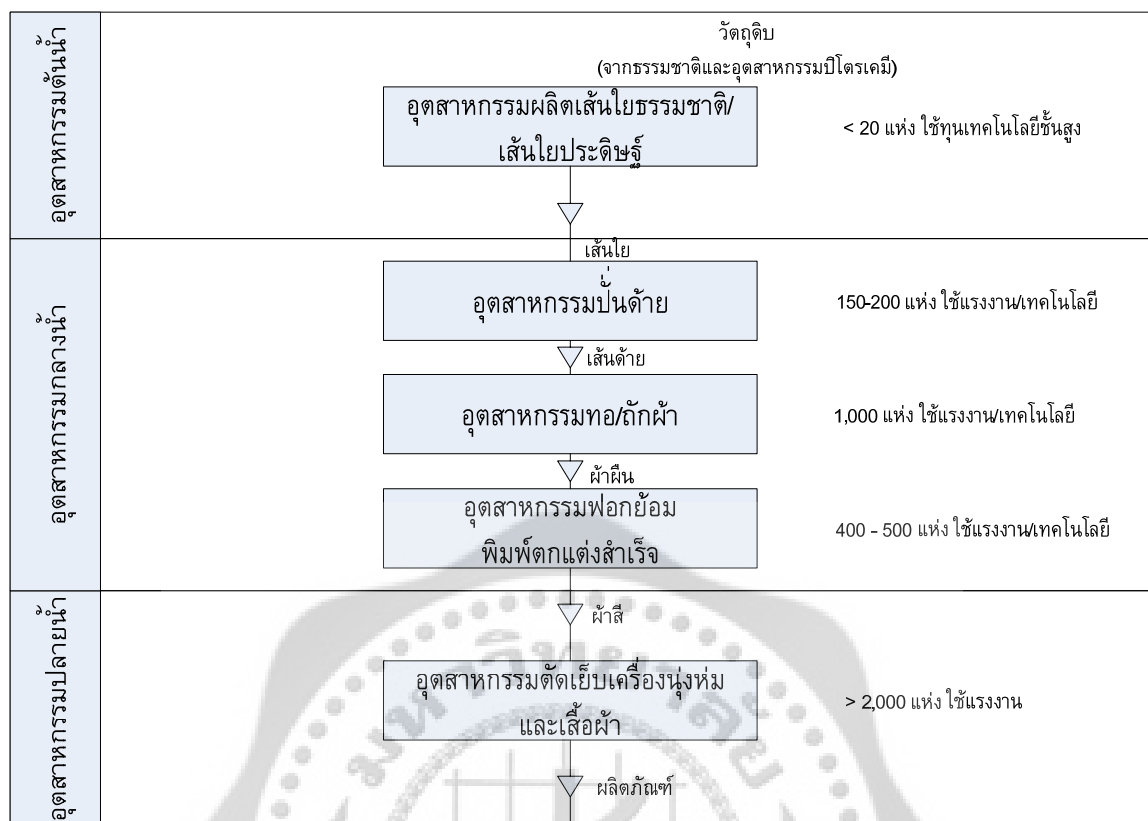 อุตสาหกรรมต้นน้ำ
วัตถุดิบ
(จากธรรมชาติและอุตสาหกรรมปิโตรเคมี)
อุตสาหกรรมผลิตเส้นใยธรรมชาติ/
เส้นใยประดิษฐ์
< 20 แห่ง ใช้ทุนเทคโนโลยีชั้นสูง
อุตสาหกรรมกลางน้ำ
เส้นใย
อุตสาหกรรมปั่นด้าย
150-200 แห่ง ใช้แรงงาน/เทคโนโลยี
เส้นด้าย
อุตสาหกรรมทอ/ถักผ้า
1,000 แห่ง ใช้แรงงาน/เทคโนโลยี
ผ้าผืน
อุตสาหกรรมฟอกย้อม
พิมพ์ตกแต่งสำเร็จ
400 - 500 แห่ง ใช้แรงงาน/เทคโนโลยี
อุตสาหกรรมปลายน้ำ
ผ้าสี
อุตสาหกรรมตัดเย็บเครื่องนุ่งห่ม
และเสื้อผ้า
> 2,000 แห่ง ใช้แรงงาน
ผลิตภัณฑ์
มหาวิทยาลัย